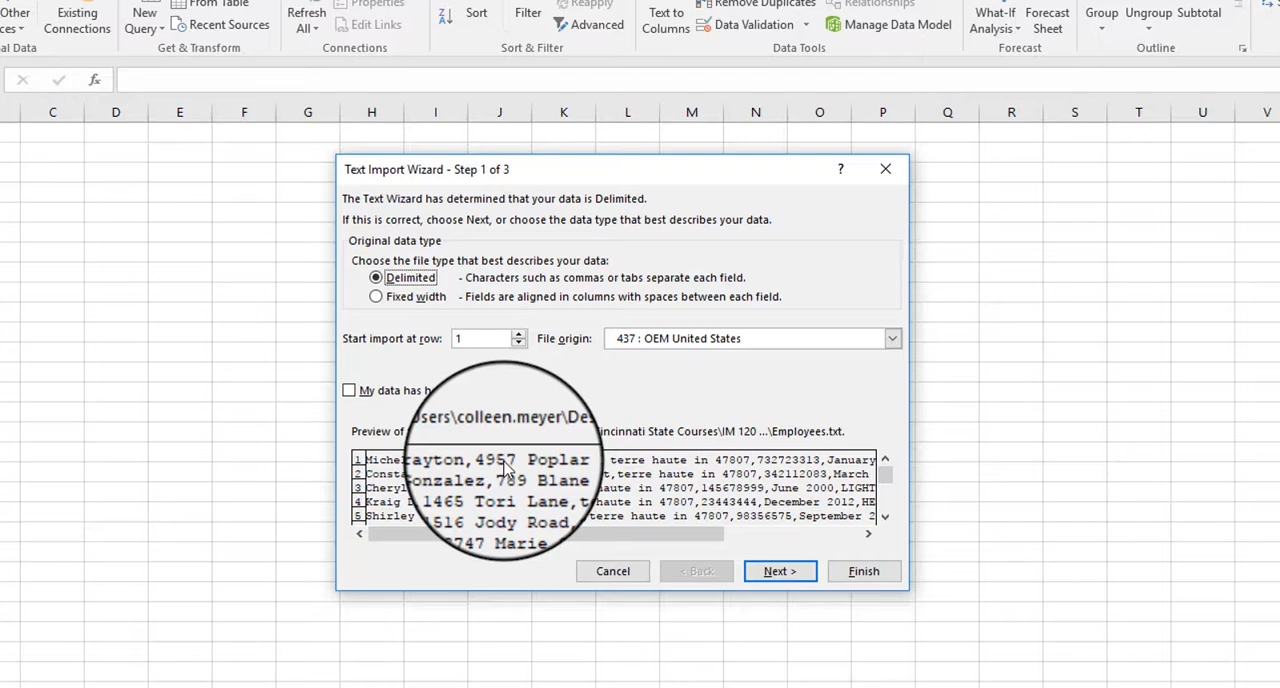 Other
Existing
New
From Table
Refresh
Properties
Sort
Filter
Reapply
Text to
Remove Duplicates
Relationships
What-If
Forecast
Group
Ungroup
Subtotal
Connections
Query
Recent Sources
All
Edit Links
Advanced
Columns
Data Validation
Manage Data Model
Analysis
Sheet
Get & Transform
Connections
Sort & Filter
Data Tools
Forecast
Outline
fx
C D E F G H I J K L M N O P Q R S T U V
Text Import Wizard - Step 1 of 3
The Text Wizard has determined that your data is Delimited.
If this is correct, choose Next, or choose the data type that best describes your data.
Original data type
Choose the file type that best describes your data:
Delimited - Characters such as commas or tabs separate each field.
Fixed width - Fields are aligned in columns with spaces between each field.
Start import at row: 1 File origin: 437 : OEM United States
My data has h
sers\colleen.meyer\De
Preview of
incinnati State Courses\IM 120 ...\Employees.txt.
1 Miche
rayton,4957 Poplar
terre haute in 47807,732723313,January
2 Consta
onzalez,789 Blane
,terre haute in 47807,342112083,March
3 Cheryl
1465 Tori Lane,t
haute in 47807,145678999,June 2000,LIGHT
4 Kraig D
1516 Jody Road,
haute in 47807,23443444,December 2012,HE
5 Shirley
3747 Marie
terre haute in 47807,98356575,September 2
Cancel < Back Next > Finish